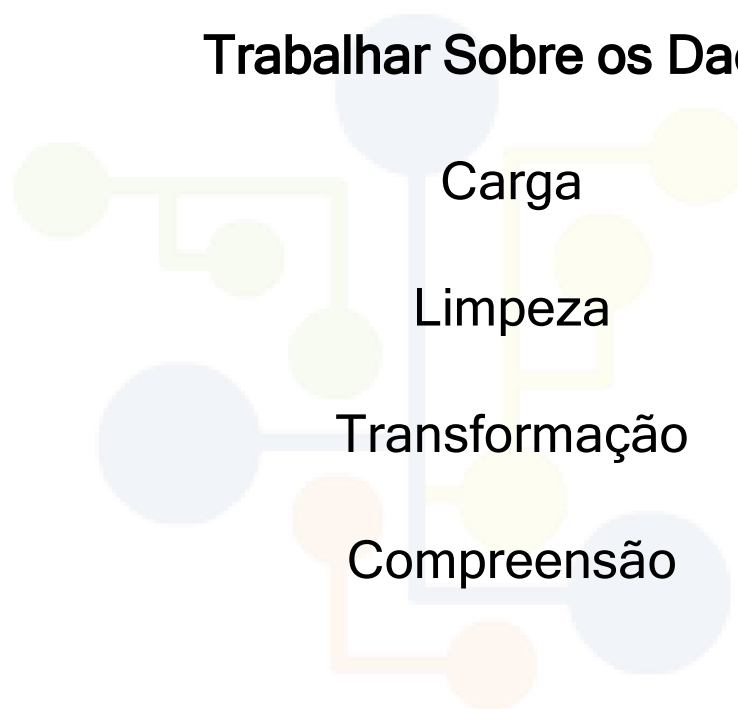 Trabalhar Sobre os
Carga
Limpeza
Transformação
Compreensão